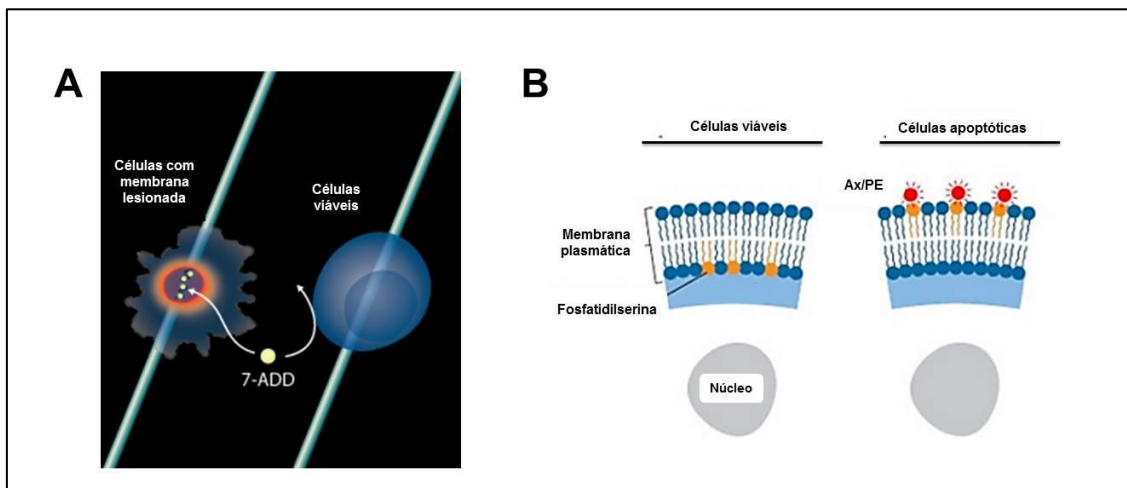 A
Células com
membrana
lesionada
Células
viáveis
7-ADD
B
Células viáveis
Células apoptóticas
Ax/PE
Membrana
plasmática
Fosfatidilserina
Núcleo